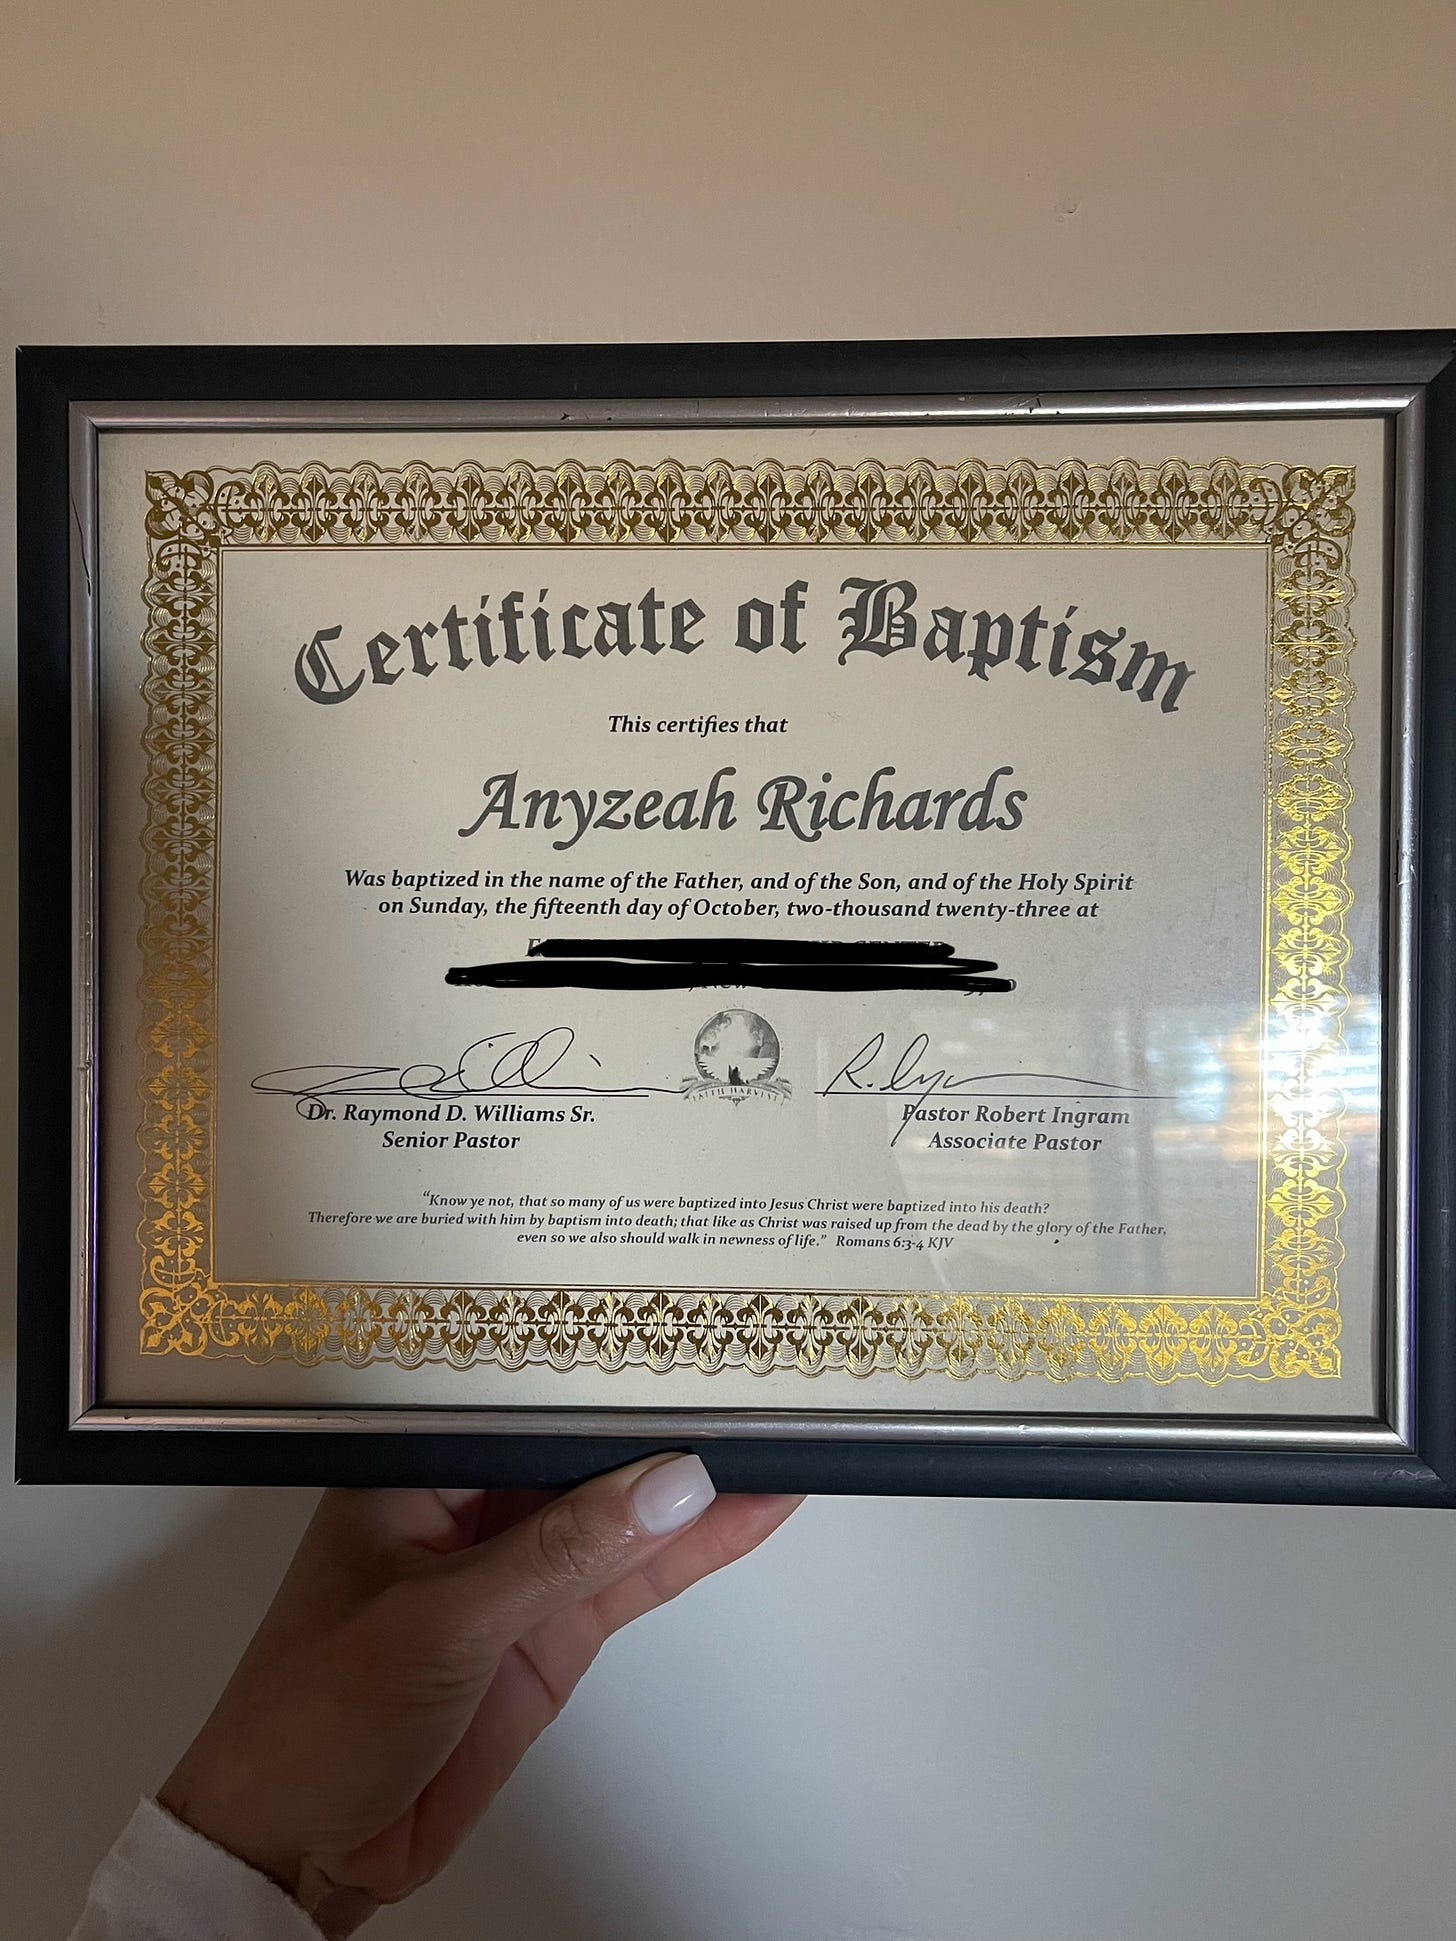 Certificate of Baptism
This certifies that
Anyzeah Richards
Was baptized in the name of the Father, and of the Son, and of the Holy Spirit
on Sunday, the fifteenth day of October, two-thousand twenty-three at
FAITH HARVEST
Dr. Raymond D. Williams Sr.
Senior Pastor
Pastor Robert Ingram
Associate Pastor
“Know ye not, that so many of us were baptized into Jesus Christ were baptized into his death?
Therefore we are buried with him by baptism into death; that like as Christ was raised up from the dead by the glory of the Father,
even so we also should walk in newness of life.” Romans 6:3-4 KJV